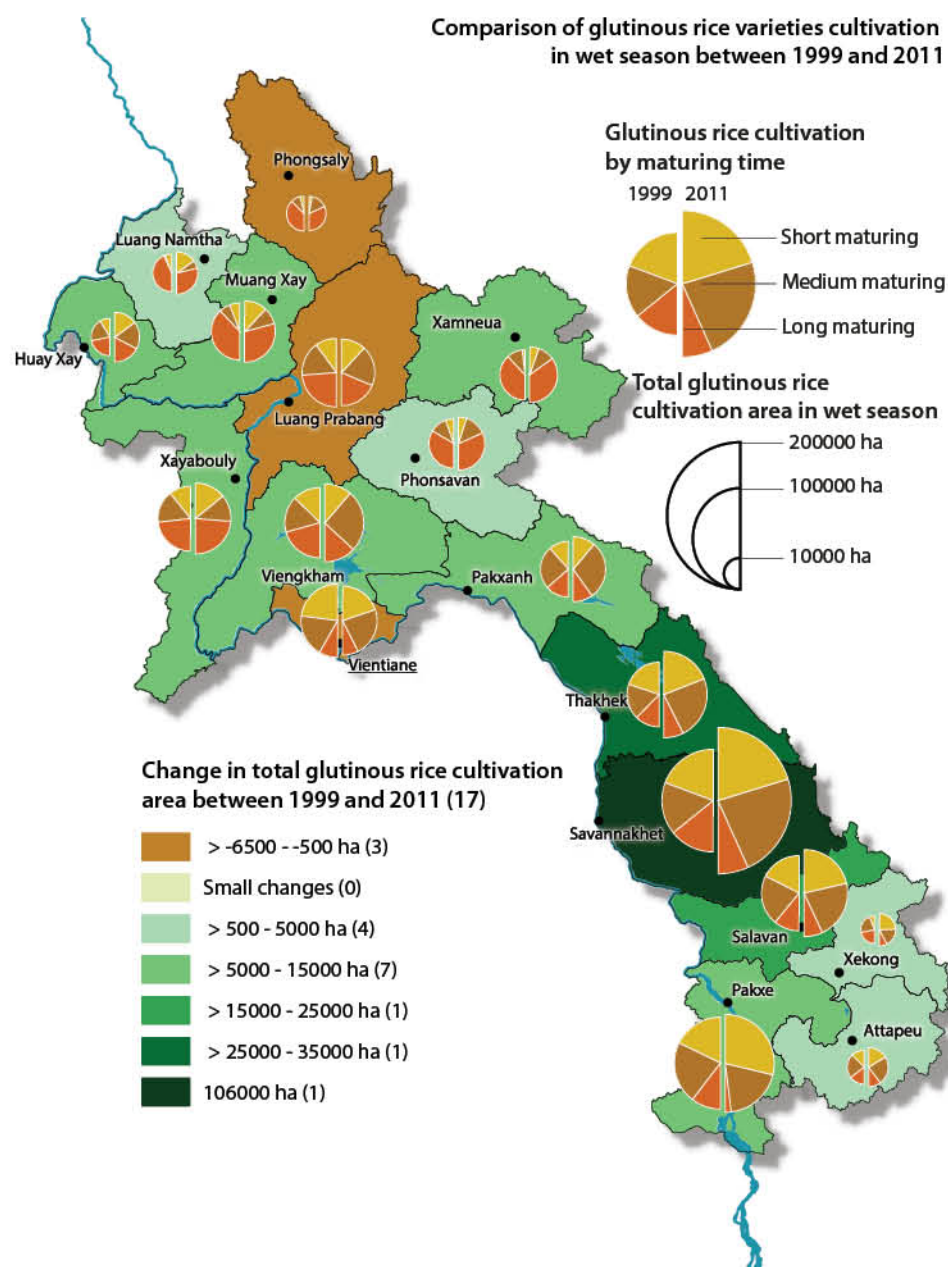 Comparison of glutinous rice varieties cultivation
in wet season between 1999 and 2011
Glutinous rice cultivation
by maturing time
1999 2011
Short maturing
Medium maturing
Long maturing
Total glutinous rice
cultivation area in wet season
200000 ha
100000 ha
10000 ha
Phongsaly
Luang Namtha
Muang Xay
Xamneua
Huay Xay
Luang Prabang
Xayabouly
Phonsavan
Viengkham
Pakxanh
Vientiane
Thakhek
Savannakhet
Salavan
Xekong
Pakxe
Attapeu
Change in total glutinous rice cultivation
area between 1999 and 2011 (17)
> -6500 - -500 ha (3)
Small changes (0)
> 500 - 5000 ha (4)
> 5000 - 15000 ha (7)
> 15000 - 25000 ha (1)
> 25000 - 35000 ha (1)
106000 ha (1)